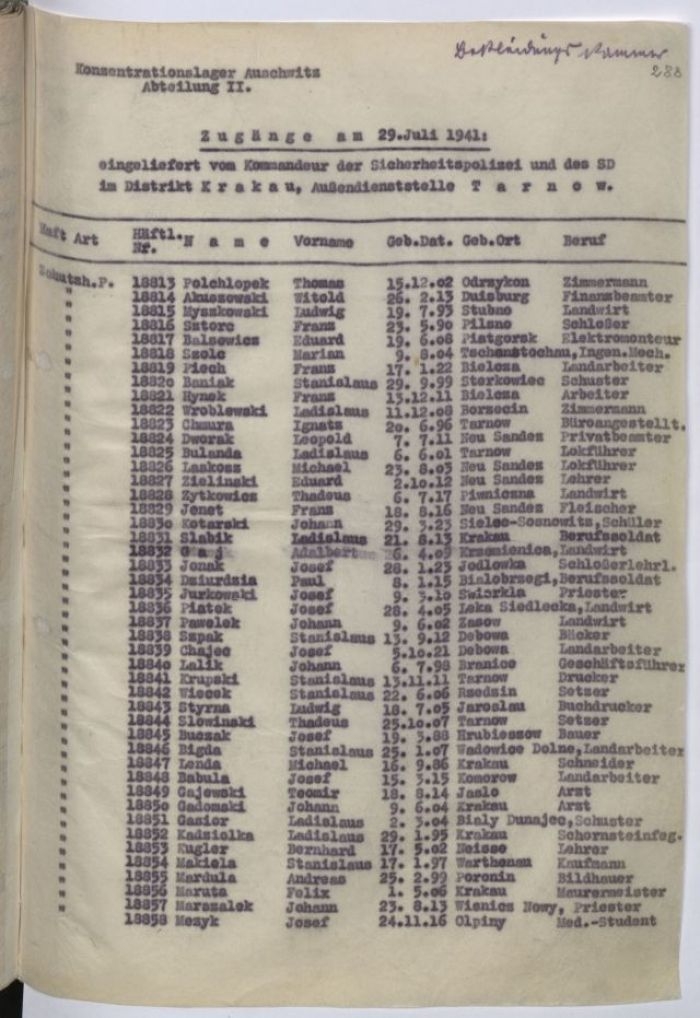 Bekleidungskammer
288
Konzentrationslager Auschwitz
Abteilung II.
Zugänge am 29.Juli 1941:
eingeliefert vom Kommandeur der Sicherheitspolizei und des SD
im Distrikt Krakau, Außendienststelle Tarnow.
Haft Art Häftl.Nr. Name Vorname Geb.Dat. Geb.Ort Beruf
Schutzh.P. 18813 Polchlopek Thomas 15.12.02 Odrzykon Zimmermann
" 18814 Akuszewski Witold 26. 2.13 Duisburg Finanzbeamter
" 18815 Myszkowski Ludwig 19. 7.93 Stubno Landwirt
" 18816 Sztorc Franz 23. 5.90 Pilsno Schloßer
" 18817 Balsewicz Eduard 19. 6.08 Piatgorsk Elektromonteur
" 18818 Szolc Marian 9. 8.04 Tschenstochau, Ingen.Mech.
" 18819 Piech Franz 17. 1.22 Bielcza Landarbeiter
" 18820 Baniak Stanislaus 29. 9.99 Sterkowiec Schuster
" 18821 Hynek Franz 13.12.11 Bielcza Arbeiter
" 18822 Wroblewski Ladislaus 11.12.08 Borzecin Zimmermann
" 18823 Chmura Ignatz 20. 6.96 Tarnow Büroangestellt.
" 18824 Dworak Leopold 7. 7.11 Neu Sandez Privatbeamter
" 18825 Bulanda Ladislaus 6. 6.01 Tarnow Lokführer
" 18826 Laskosz Michael 23. 8.03 Neu Sandez Lokführer
" 18827 Zielinski Eduard 2.10.12 Neu Sandez Lehrer
" 18828 Zytkowicz Thadeus 6. 7.17 Piwniczna Landwirt
" 18829 Jenet Franz 18. 8.16 Neu Sandez Fleischer
" 18830 Kotarski Johann 29. 3.23 Sielec-Sosnowitz, Schüler
" 18831 Slabik Ladislaus 21. 8.13 Krakau Berufssoldat
" 18832 Gaj Adalbert 26. 4.09 Krzemienica, Landwirt
" 18833 Jonak Josef 28. 1.23 Jodlowka Schloßerlehrl.
" 18834 Dziurdzia Paul 8. 1.15 Bialobrzegi, Berufssoldat
" 18835 Jurkowski Josef 9. 3.10 Swiorkla Priester
" 18836 Piatek Josef 28. 4.05 Leka Siedlecka, Landwirt
" 18837 Pawelek Johann 9. 6.02 Zasow Landwirt
" 18838 Szpak Stanislaus 13. 9.12 Debowa Bäcker
" 18839 Chajec Josef 5.10.21 Debowa Landarbeiter
" 18840 Lalik Johann 6. 7.98 Branice Geschäftsführer
" 18841 Krupski Stanislaus 13.11.11 Tarnow Drucker
" 18842 Wiecek Stanislaus 22. 6.06 Rzedzin Setzer
" 18843 Styrna Ludwig 18. 7.05 Jaroslau Buchdrucker
" 18844 Slowinski Thadeus 25.10.07 Tarnow Setzer
" 18845 Buczak Josef 19. 3.88 Hrubieszow Bauer
" 18846 Bigda Stanislaus 25. 1.07 Wadowice Dolne, Landarbeiter
" 18847 Lenda Michael 16. 9.86 Krakau Schneider
" 18848 Babula Josef 15. 3.15 Komorow Landarbeiter
" 18849 Gajewski Teomir 18. 8.14 Jaslo Arzt
" 18850 Gadomski Johann 9. 6.04 Krakau Arzt
" 18851 Gasior Ladislaus 2. 3.04 Bialy Dunajec, Schuster
" 18852 Kadziolka Ladislaus 29. 1.95 Krakau Schornsteinfeg.
" 18853 Kugler Bernhard 17. 5.02 Neisse Lehrer
" 18854 Makiela Stanislaus 17. 1.97 Warthenau Kaufmann
" 18855 Mardula Andreas 25. 2.99 Poronin Bildhauer
" 18856 Maruta Felix 1. 5.06 Krakau Maurermeister
" 18857 Marszalek Johann 23. 8.13 Wisnicz Nowy, Priester
18858 Mezyk Josef 24.11.16 Olpiny Med.-Student